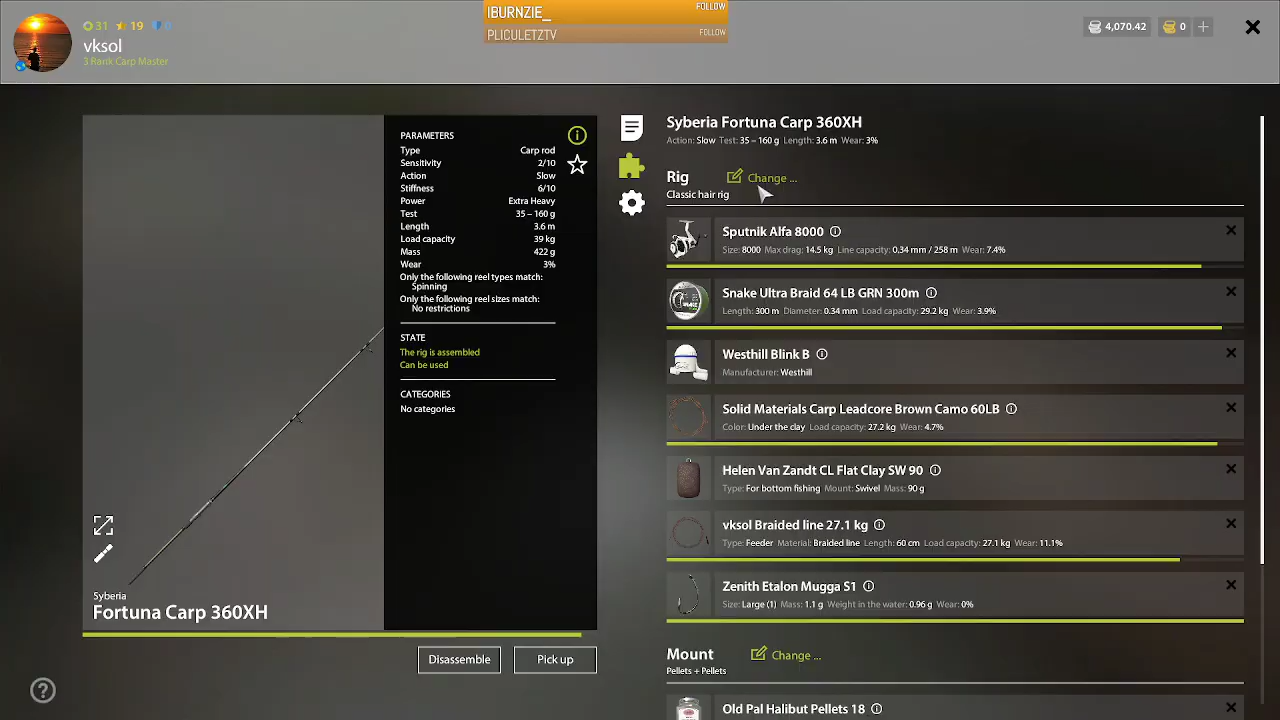 IBURNZIE_
FOLLOW
PLICULETZTV
FOLLOW
31 19 0
vksol
3 Rank Carp Master
4,070.42
0
PARAMETERS
Type Carp rod
Sensitivity 2/10
Action Slow
Stiffness 6/10
Power Extra Heavy
Test 35 – 160 g
Length 3.6 m
Load capacity 39 kg
Mass 422 g
Wear 3%
Only the following reel types match:
Spinning
Only the following reel sizes match:
No restrictions
STATE
The rig is assembled
Can be used
CATEGORIES
No categories
Syberia
Fortuna Carp 360XH
Disassemble
Pick up
?
Syberia Fortuna Carp 360XH
Action: Slow Test: 35 – 160 g Length: 3.6 m Wear: 3%
Rig Change ...
Classic hair rig
Sputnik Alfa 8000
Size: 8000 Max drag: 14.5 kg Line capacity: 0.34 mm / 258 m Wear: 7.4%
Snake Ultra Braid 64 LB GRN 300m
Length: 300 m Diameter: 0.34 mm Load capacity: 29.2 kg Wear: 3.9%
Westhill Blink B
Manufacturer: Westhill
Solid Materials Carp Leadcore Brown Camo 60LB
Color: Under the clay Load capacity: 27.2 kg Wear: 4.7%
Helen Van Zandt CL Flat Clay SW 90
Type: For bottom fishing Mount: Swivel Mass: 90 g
vksol Braided line 27.1 kg
Type: Feeder Material: Braided line Length: 60 cm Load capacity: 27.1 kg Wear: 11.1%
Zenith Etalon Mugga S1
Size: Large (1) Mass: 1.1 g Weight in the water: 0.96 g Wear: 0%
Mount Change ...
Pellets + Pellets
Old Pal Halibut Pellets 18